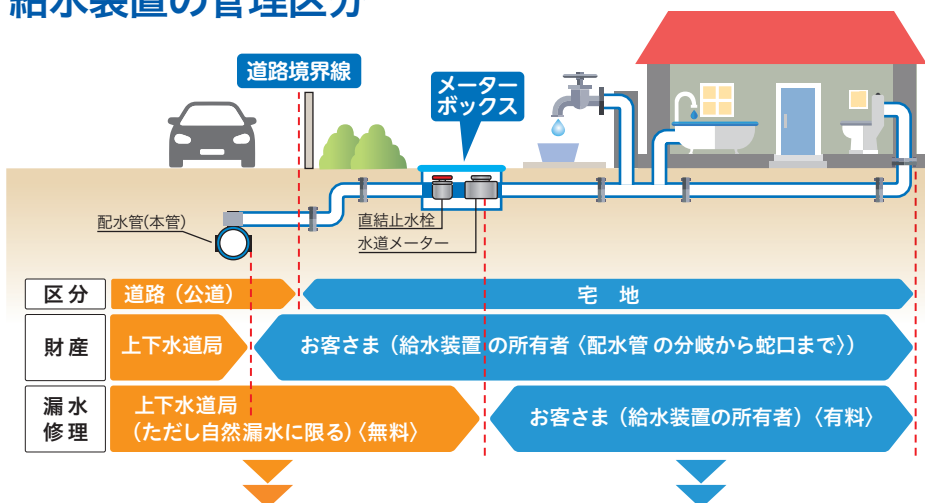 給水装置の管理区分
道路境界線
メーター
ボックス
配水管(本管)
直結止水栓
水道メーター
区分
道路（公道）
宅 地
財産
上下水道局
お客さま（給水装置 の所有者〈配水管 の分岐から蛇口まで〉）
漏水
修理
上下水道局
（ただし自然漏水に限る）〈無料〉
お客さま（給水装置の所有者）〈有料〉